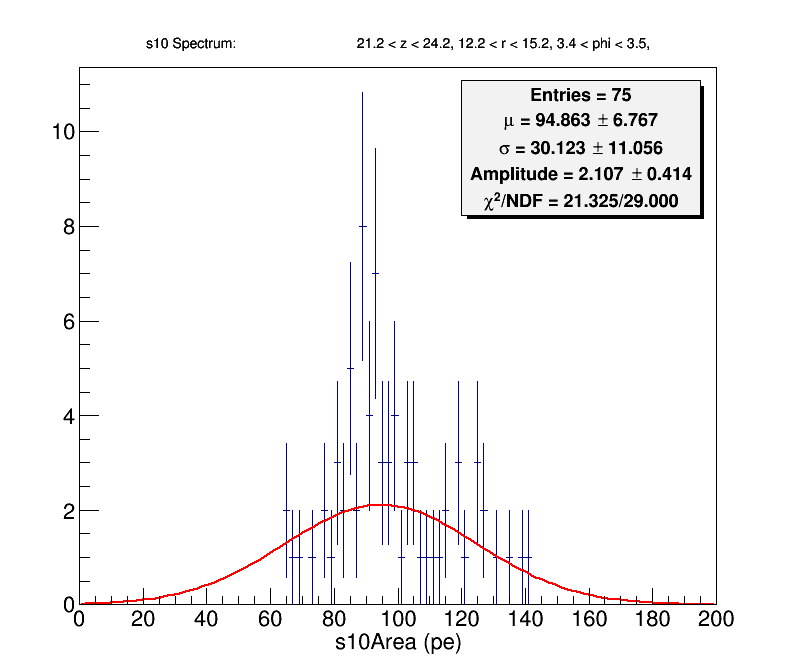 s10 Spectrum: 21.2 < z < 24.2, 12.2 < r < 15.2, 3.4 < phi < 3.5,
Entries = 75
μ = 94.863 ± 6.767
σ = 30.123 ± 11.056
Amplitude = 2.107 ± 0.414
χ²/NDF = 21.325/29.000
10
8
6
4
2
0
0 20 40 60 80 100 120 140 160 180 200
s10Area (pe)